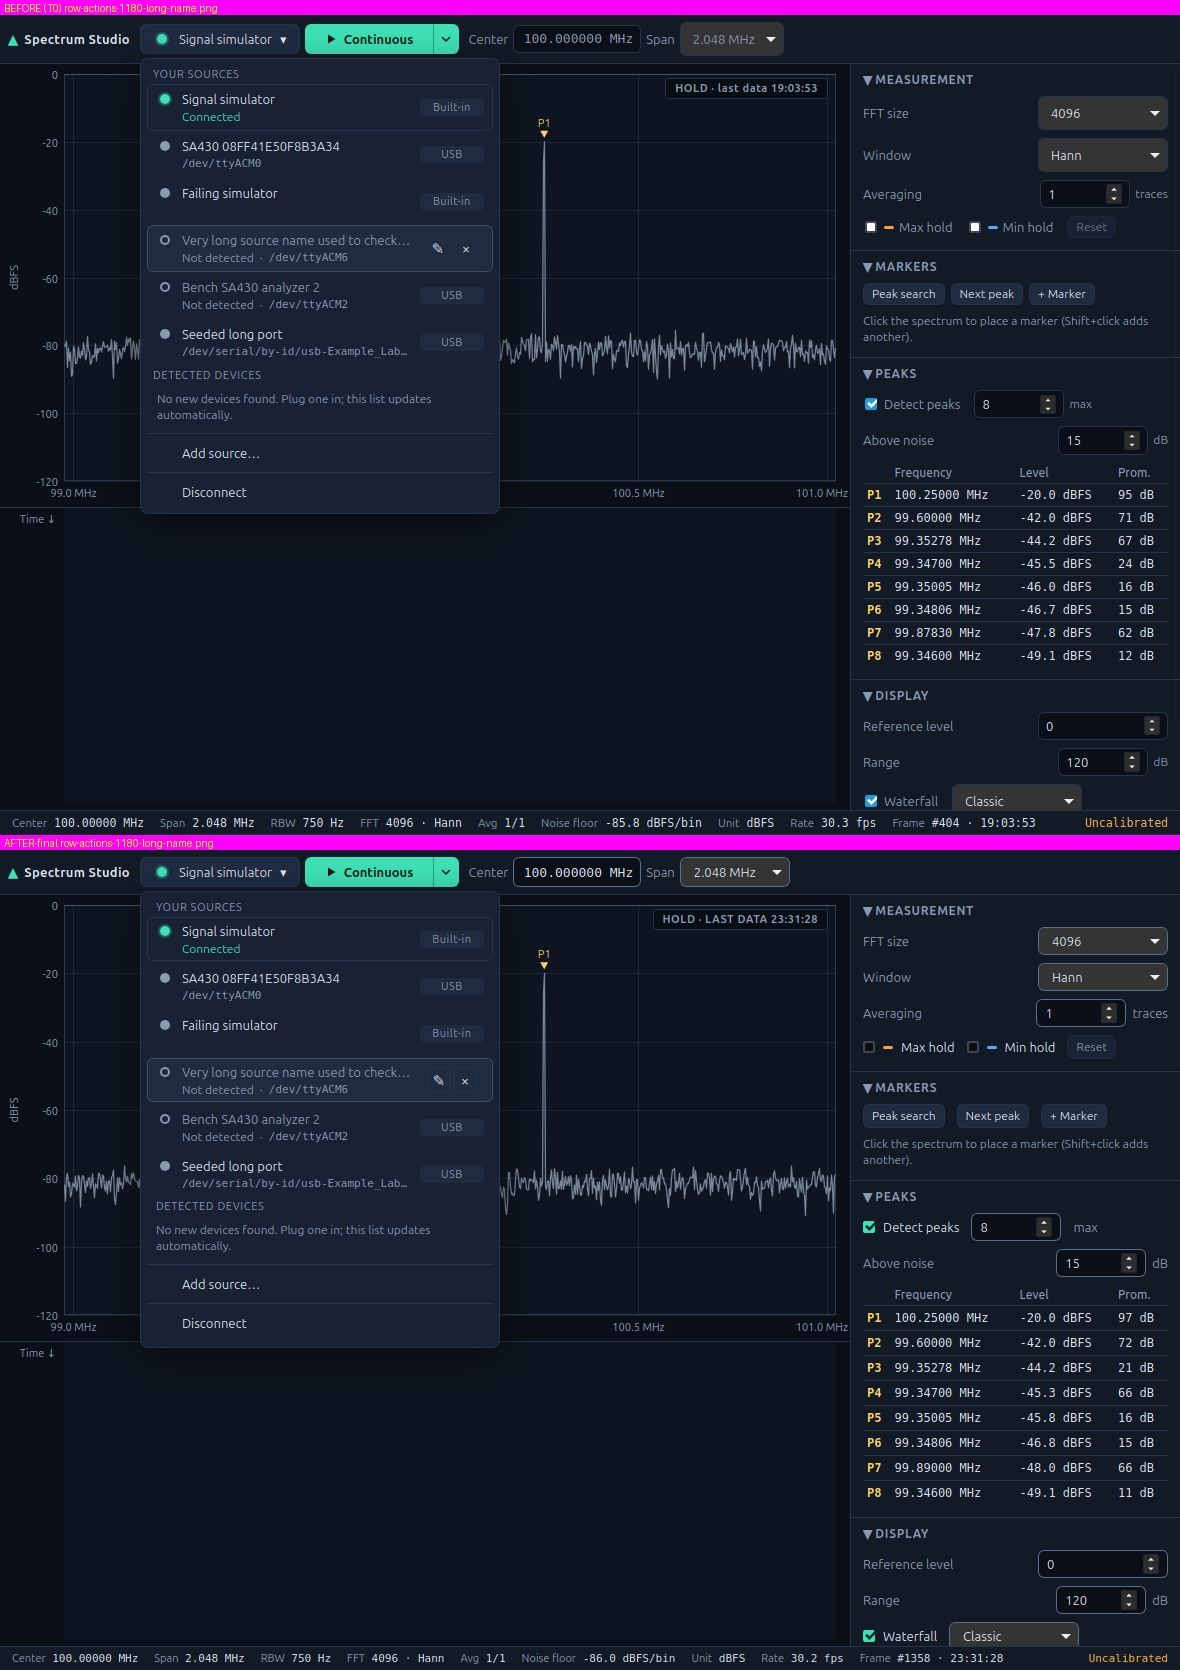 BEFORE (T0) row-actions-1180-long-name.png
▲ Spectrum Studio Signal simulator ▾ Continuous Center 100.000000 MHz Span 2.048 MHz
YOUR SOURCES
Signal simulator
Connected
Built-in
SA430 08FF41E50F8B3A34
/dev/ttyACM0
USB
Failing simulator
Built-in
Very long source name used to check…
Not detected · /dev/ttyACM6
✎ ×
Bench SA430 analyzer 2
Not detected · /dev/ttyACM2
USB
Seeded long port
/dev/serial/by-id/usb-Example_Lab…
USB
DETECTED DEVICES
No new devices found. Plug one in; this list updates
automatically.
Add source…
Disconnect
HOLD · last data 19:03:53
P1
dBFS
0
-20
-40
-60
-80
-100
-120
99.0 MHz 100.5 MHz 101.0 MHz
Time ↓
▼ MEASUREMENT
FFT size 4096
Window Hann
Averaging 1 traces
Max hold Min hold Reset
▼ MARKERS
Peak search Next peak + Marker
Click the spectrum to place a marker (Shift+click adds
another).
▼ PEAKS
Detect peaks 8 max
Above noise 15 dB
Frequency Level Prom.
P1 100.25000 MHz -20.0 dBFS 95 dB
P2 99.60000 MHz -42.0 dBFS 71 dB
P3 99.35278 MHz -44.2 dBFS 67 dB
P4 99.34700 MHz -45.5 dBFS 24 dB
P5 99.35005 MHz -46.0 dBFS 16 dB
P6 99.34806 MHz -46.7 dBFS 15 dB
P7 99.87830 MHz -47.8 dBFS 62 dB
P8 99.34600 MHz -49.1 dBFS 12 dB
▼ DISPLAY
Reference level 0
Range 120 dB
Waterfall Classic
Center 100.00000 MHz Span 2.048 MHz RBW 750 Hz FFT 4096 · Hann Avg 1/1 Noise floor -85.8 dBFS/bin Unit dBFS Rate 30.3 fps Frame #404 · 19:03:53 Uncalibrated
AFTER-final row-actions-1180-long-name.png
▲ Spectrum Studio Signal simulator ▾ Continuous Center 100.000000 MHz Span 2.048 MHz
YOUR SOURCES
Signal simulator
Connected
Built-in
SA430 08FF41E50F8B3A34
/dev/ttyACM0
USB
Failing simulator
Built-in
Very long source name used to check…
Not detected · /dev/ttyACM6
✎ ×
Bench SA430 analyzer 2
Not detected · /dev/ttyACM2
USB
Seeded long port
/dev/serial/by-id/usb-Example_Lab…
USB
DETECTED DEVICES
No new devices found. Plug one in; this list updates
automatically.
Add source…
Disconnect
HOLD · LAST DATA 23:31:28
P1
dBFS
0
-20
-40
-60
-80
-100
-120
99.0 MHz 100.5 MHz 101.0 MHz
Time ↓
▼ MEASUREMENT
FFT size 4096
Window Hann
Averaging 1 traces
Max hold Min hold Reset
▼ MARKERS
Peak search Next peak + Marker
Click the spectrum to place a marker (Shift+click adds
another).
▼ PEAKS
Detect peaks 8 max
Above noise 15 dB
Frequency Level Prom.
P1 100.25000 MHz -20.0 dBFS 97 dB
P2 99.60000 MHz -42.0 dBFS 72 dB
P3 99.35278 MHz -44.2 dBFS 21 dB
P4 99.34700 MHz -45.3 dBFS 66 dB
P5 99.35005 MHz -45.8 dBFS 16 dB
P6 99.34806 MHz -46.8 dBFS 15 dB
P7 99.89000 MHz -48.0 dBFS 66 dB
P8 99.34600 MHz -49.1 dBFS 11 dB
▼ DISPLAY
Reference level 0
Range 120 dB
Waterfall Classic
Center 100.00000 MHz Span 2.048 MHz RBW 750 Hz FFT 4096 · Hann Avg 1/1 Noise floor -86.0 dBFS/bin Unit dBFS Rate 30.2 fps Frame #1358 · 23:31:28 Uncalibrated